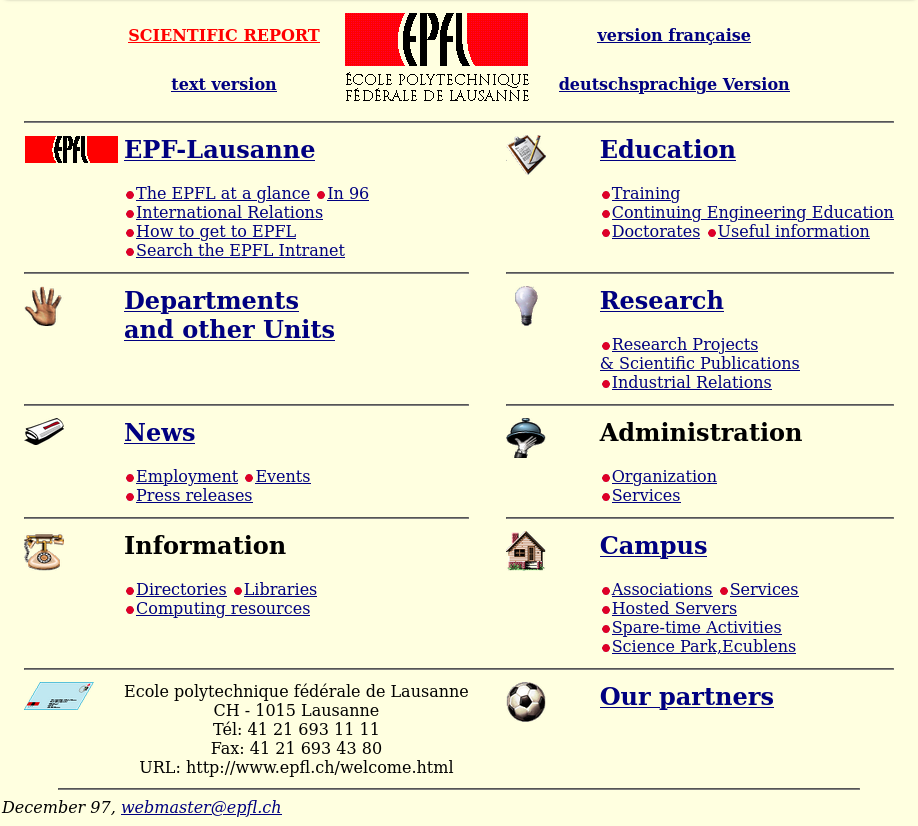 SCIENTIFIC REPORT
EPFL
version française
text version
ÉCOLE POLYTECHNIQUE
FÉDÉRALE DE LAUSANNE
deutschsprachige Version
EPFL
EPF-Lausanne
The EPFL at a glance In 96
International Relations
How to get to EPFL
Search the EPFL Intranet
Education
Training
Continuing Engineering Education
Doctorates Useful information
Departments
and other Units
Research
Research Projects
& Scientific Publications
Industrial Relations
News
Employment Events
Press releases
Administration
Organization
Services
Information
Directories Libraries
Computing resources
Campus
Associations Services
Hosted Servers
Spare-time Activities
Science Park,Ecublens
Ecole polytechnique fédérale de Lausanne
CH - 1015 Lausanne
Tél: 41 21 693 11 11
Fax: 41 21 693 43 80
URL: http://www.epfl.ch/welcome.html
Our partners
December 97, webmaster@epfl.ch